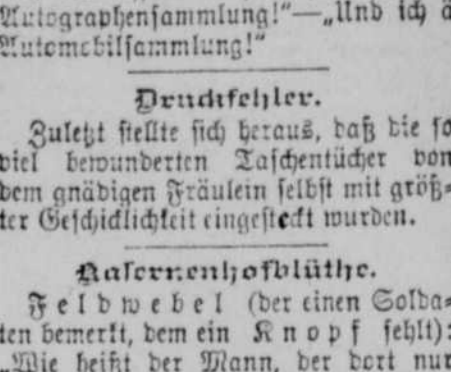 Autographensammlung!"—„Und ich
Automobilsammlung!"
Druckfehler.
Zuletzt stellte sich heraus, daß die so
viel bewunderten Taschentücher von
dem gnädigen Fräulein selbst mit größ-
ter Geschicklichkeit eingesteckt wurden.
Kasernenhofblüthe.
Feldwebel (der einen Solda-
ten bemerkt, dem ein Knopf fehlt):
„Wie heißt der Mann, der dort nur